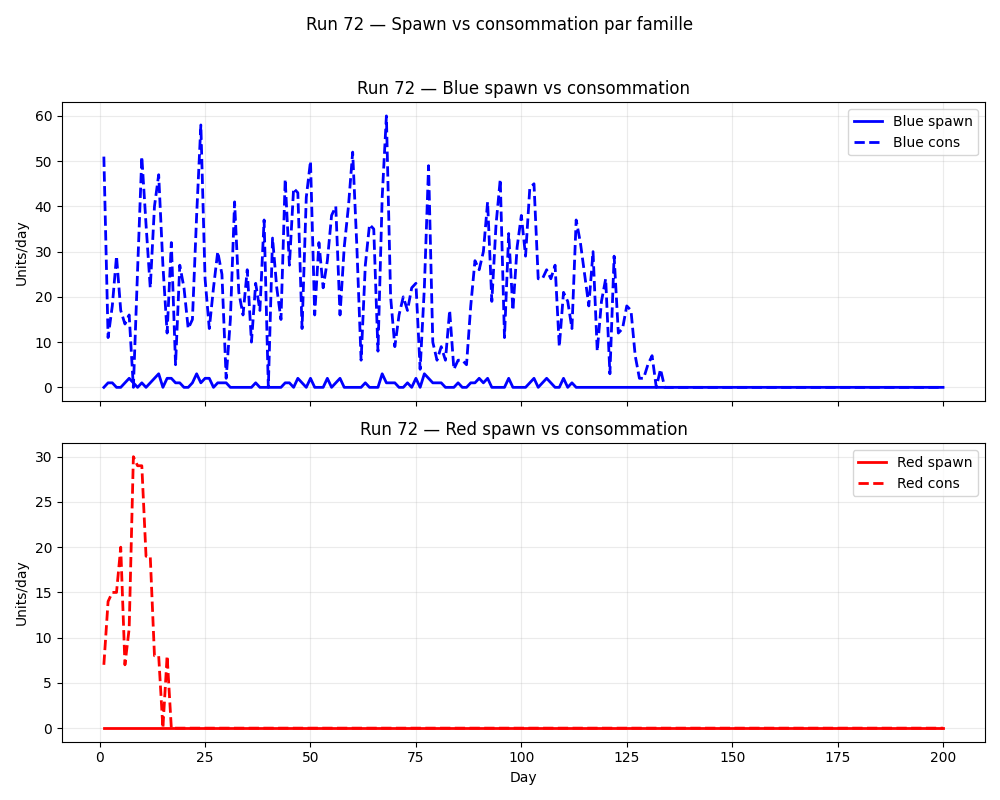 Run 72 — Spawn vs consommation par famille
Run 72 — Blue spawn vs consommation
60
50
40
30
20
10
0
Units/day
Blue spawn
Blue cons
Run 72 — Red spawn vs consommation
30
25
20
15
10
5
0
Units/day
Red spawn
Red cons
0 25 50 75 100 125 150 175 200
Day